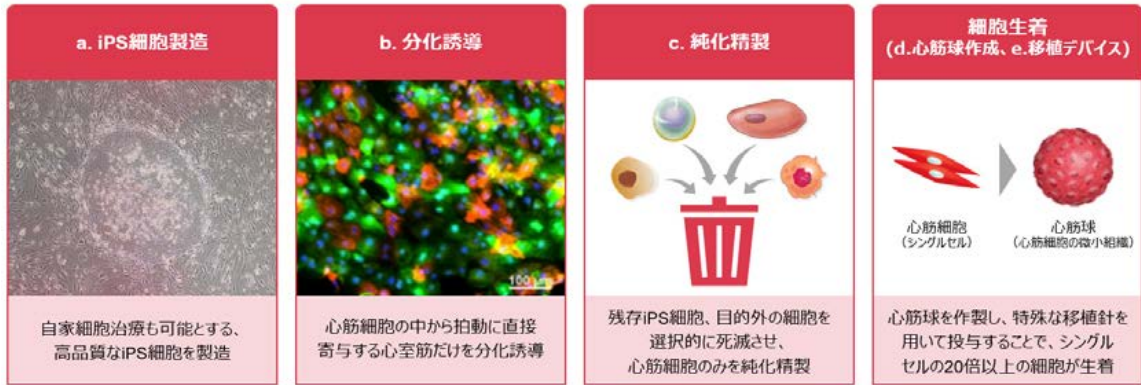 a. iPS細胞製造
自家細胞治療も可能とする、
高品質なiPS細胞を製造
b. 分化誘導
100 μm
心筋細胞の中から拍動に直接
寄与する心室筋だけを分化誘導
c. 純化精製
残存iPS細胞、目的外の細胞を
選択的に死滅させ、
心筋細胞のみを純化精製
細胞生着
(d.心筋球作成、e.移植デバイス)
心筋細胞
(シングルセル)
心筋球
(心筋細胞の微小組織)
心筋球を作製し、特殊な移植針を
用いて投与することで、シングル
セルの20倍以上の細胞が生着